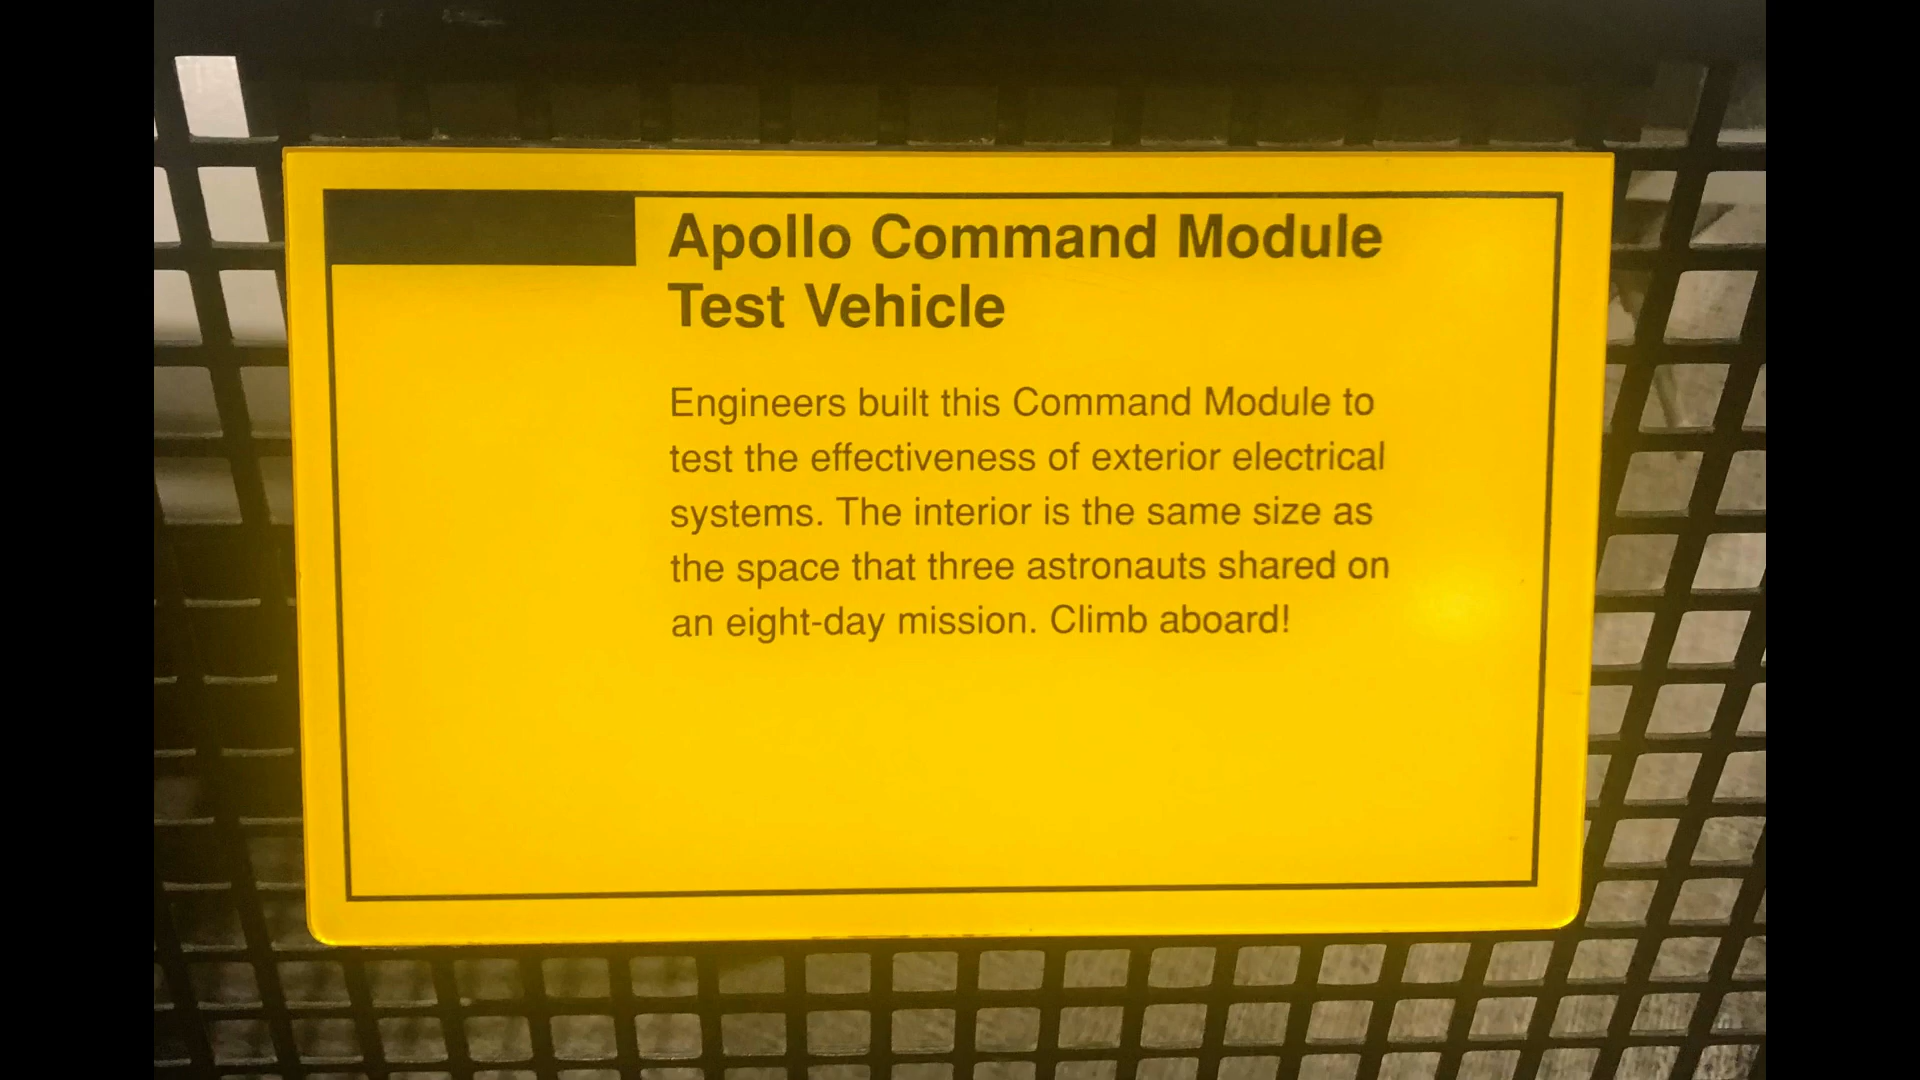 Apollo Command Module
Test Vehicle
Engineers built this Command Module to
test the effectiveness of exterior electrical
systems. The interior is the same size as
the space that three astronauts shared on
an eight-day mission. Climb aboard!